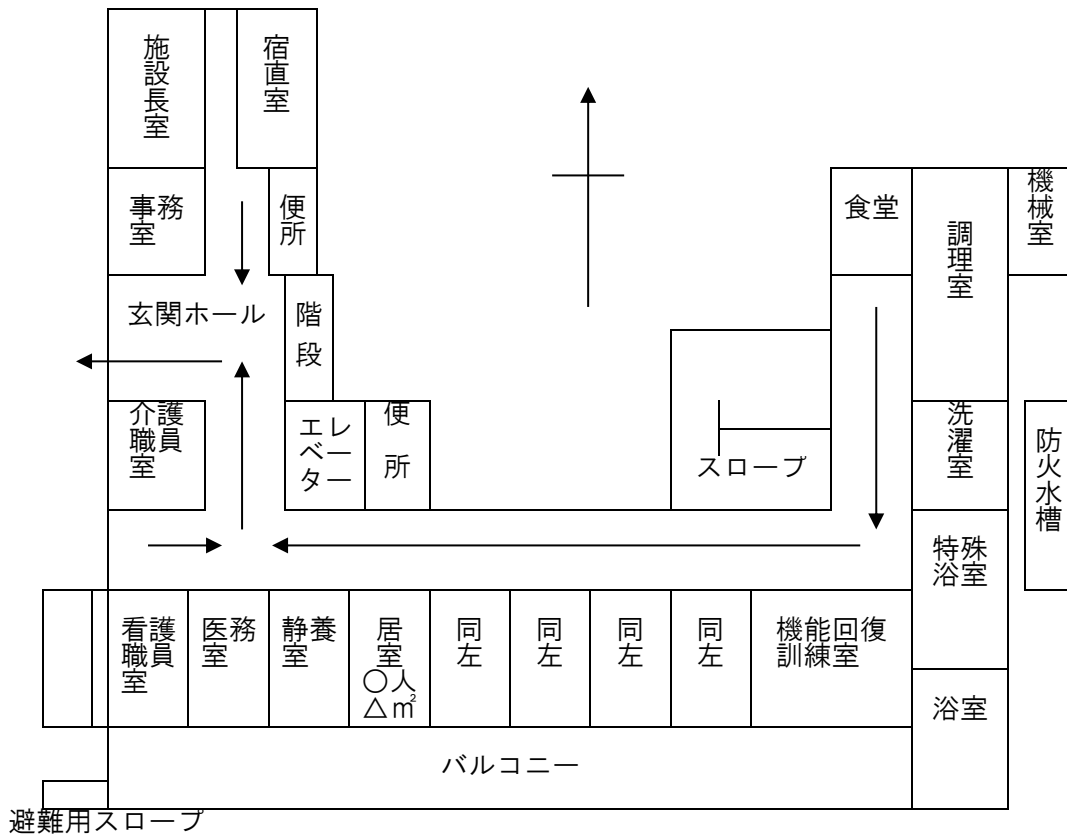 施設長室
宿直室
事務
室
便所
食堂
調理室
機械室
玄関ホール
階段
介護
職員
室
エレ
ベー
ター
便所
スロープ
洗濯室
防火水槽
特殊
浴室
看護
職員
室
医務
室
静養
室
居
室
〇人
△㎡
同左
同左
同左
同左
機能回復
訓練室
浴室
バルコニー
避難用スロープ